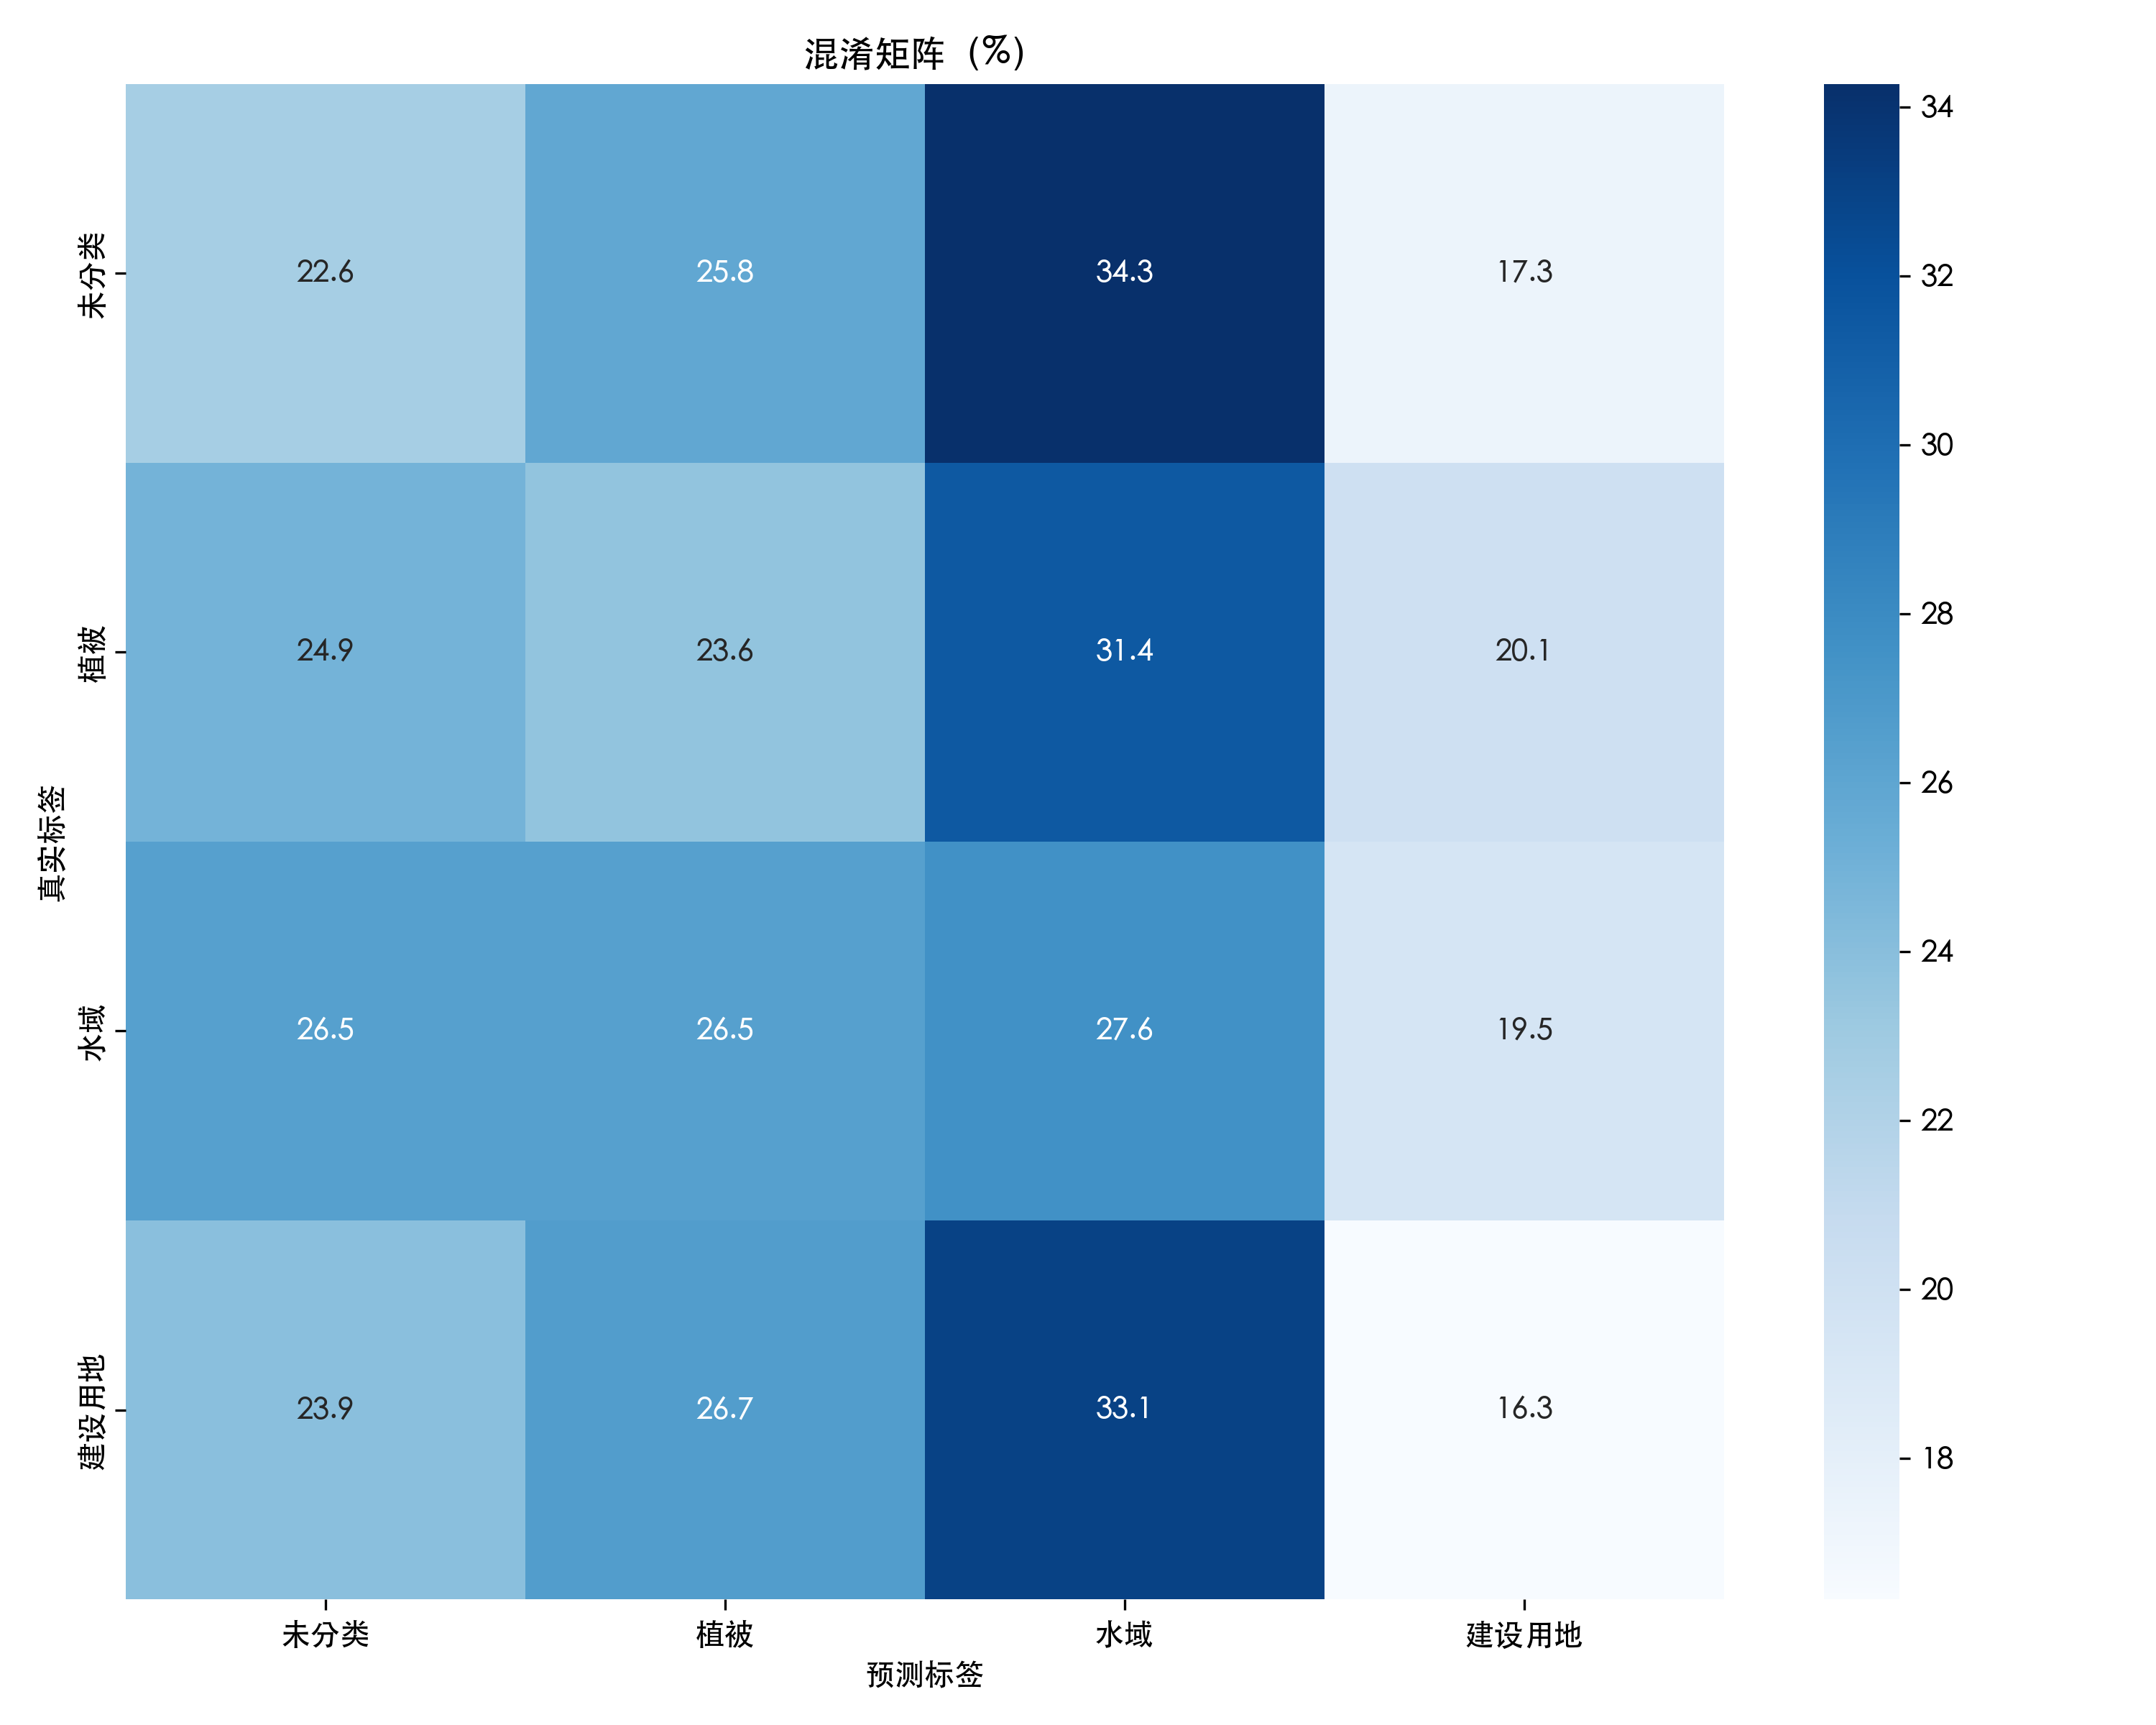 混淆矩阵 (%)
真实标签
未分类
22.6 25.8 34.3 17.3
植被
24.9 23.6 31.4 20.1
水域
26.5 26.5 27.6 19.5
建设用地
23.9 26.7 33.1 16.3
未分类 植被 水域 建设用地
预测标签
34
32
30
28
26
24
22
20
18